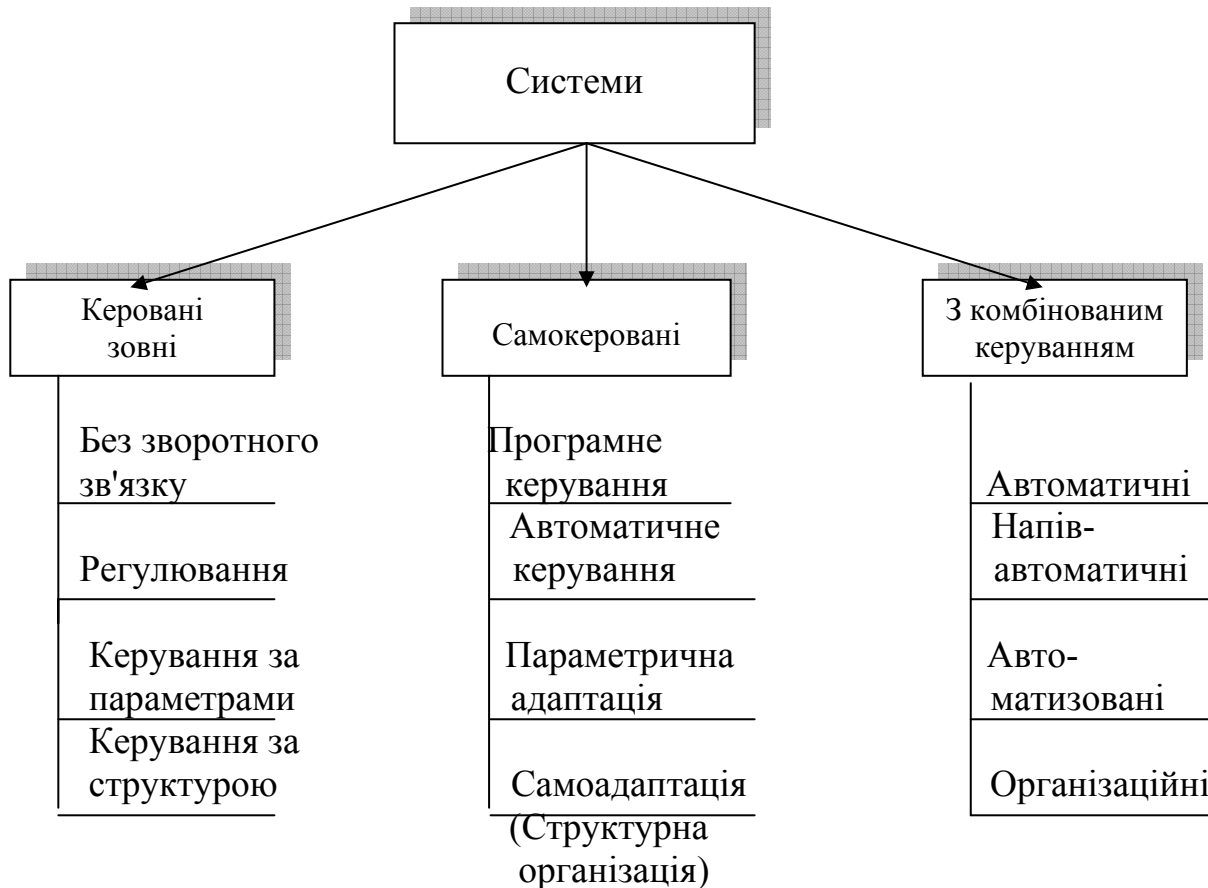 Системи
Керовані
зовні
Без зворотного
зв'язку
Регулювання
Керування за
параметрами
Керування за
структурою
Самокеровані
Програмне
керування
Автоматичне
керування
Параметрична
адаптація
Самоадаптація
(Структурна
організація)
З комбінованим
керуванням
Автоматичні
Напів-
автоматичні
Авто-
матизовані
Організаційні